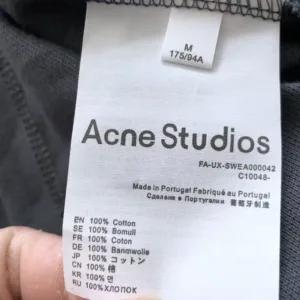 M
175/94A
Acne Studios
FA-UX-SWEA000042
C10048-
Made in Portugal Fabriqué au Portugal
Сделано в Португалии 葡萄牙制造
EN 100% Cotton
SE 100% Bomull
FR 100% Coton
DE 100% Banmwolle
JP 100% コットン
CN 100% 棉
KR 100% 면
RU 100% ХЛОПОК